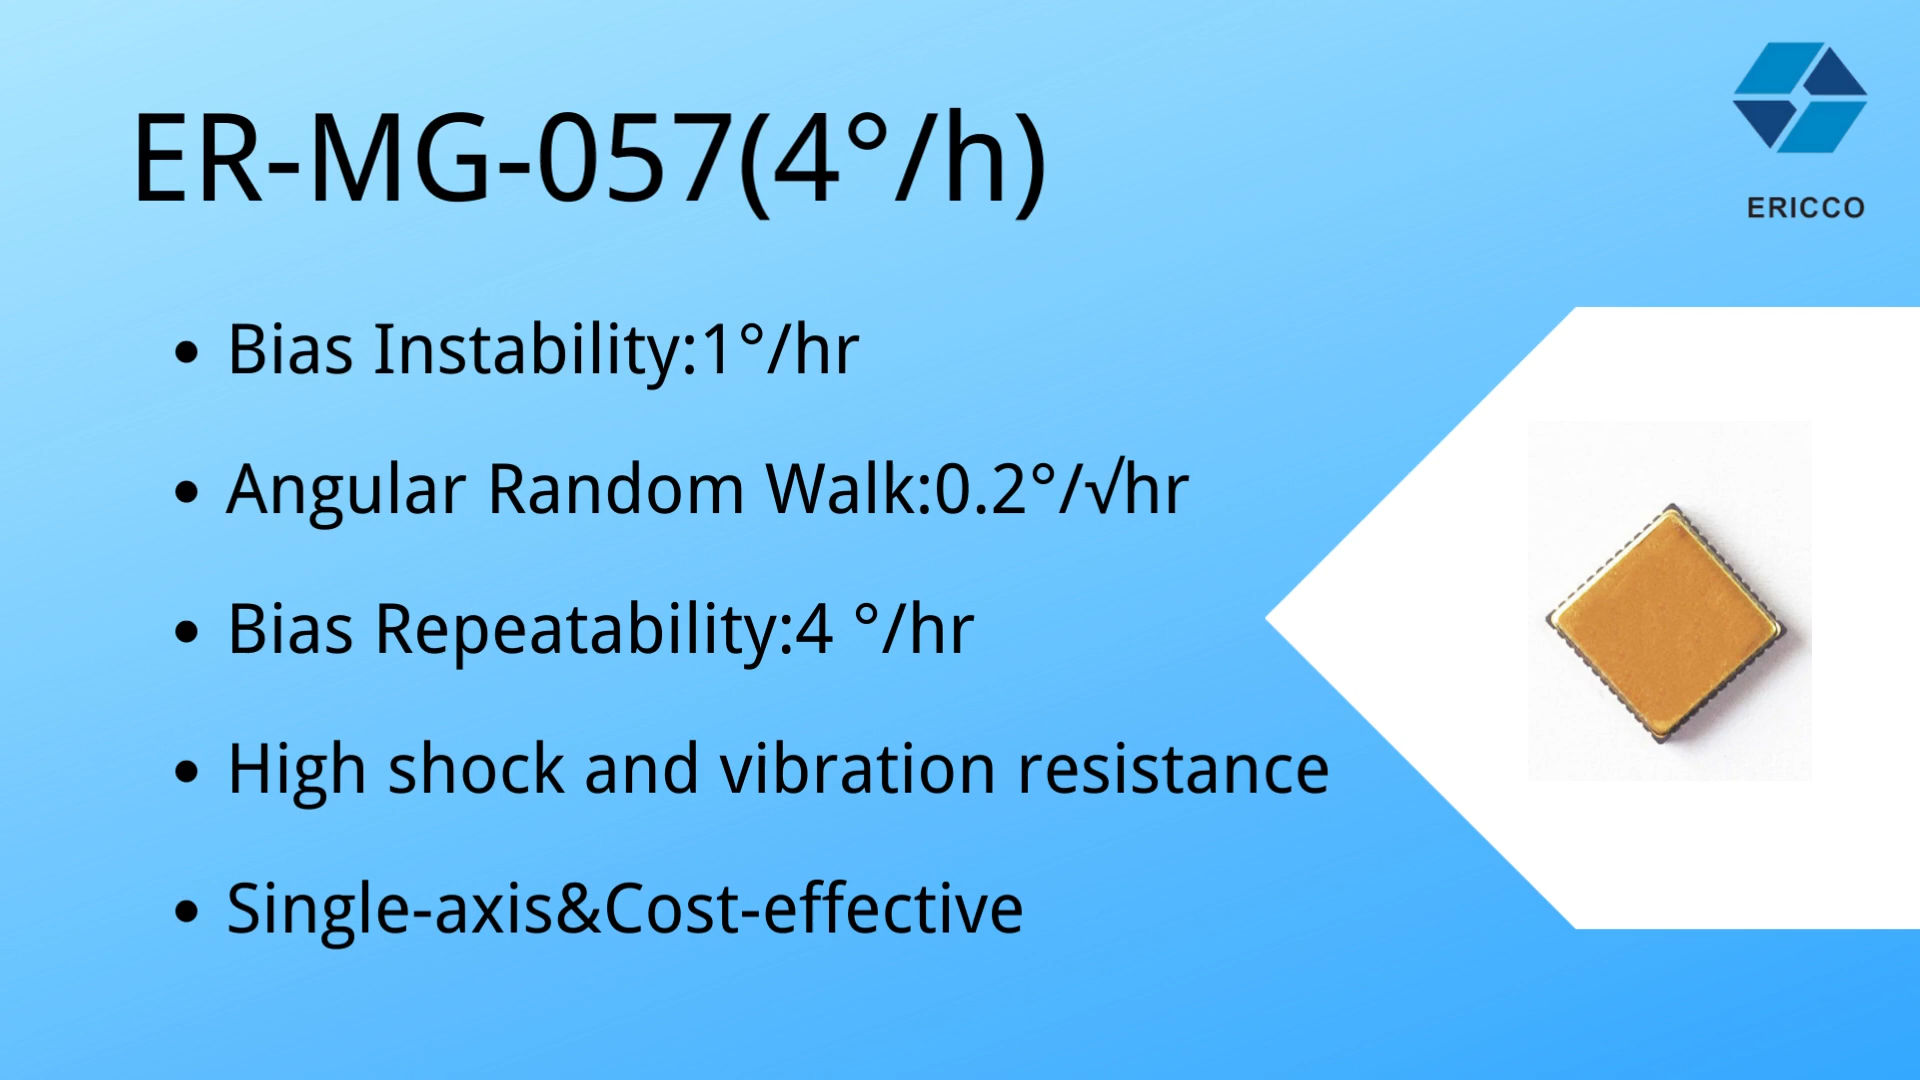 ER-MG-057(4°/h)
ERICCO
• Bias Instability:1°/hr
• Angular Random Walk:0.2°/√hr
• Bias Repeatability:4 °/hr
• High shock and vibration resistance
• Single-axis&Cost-effective